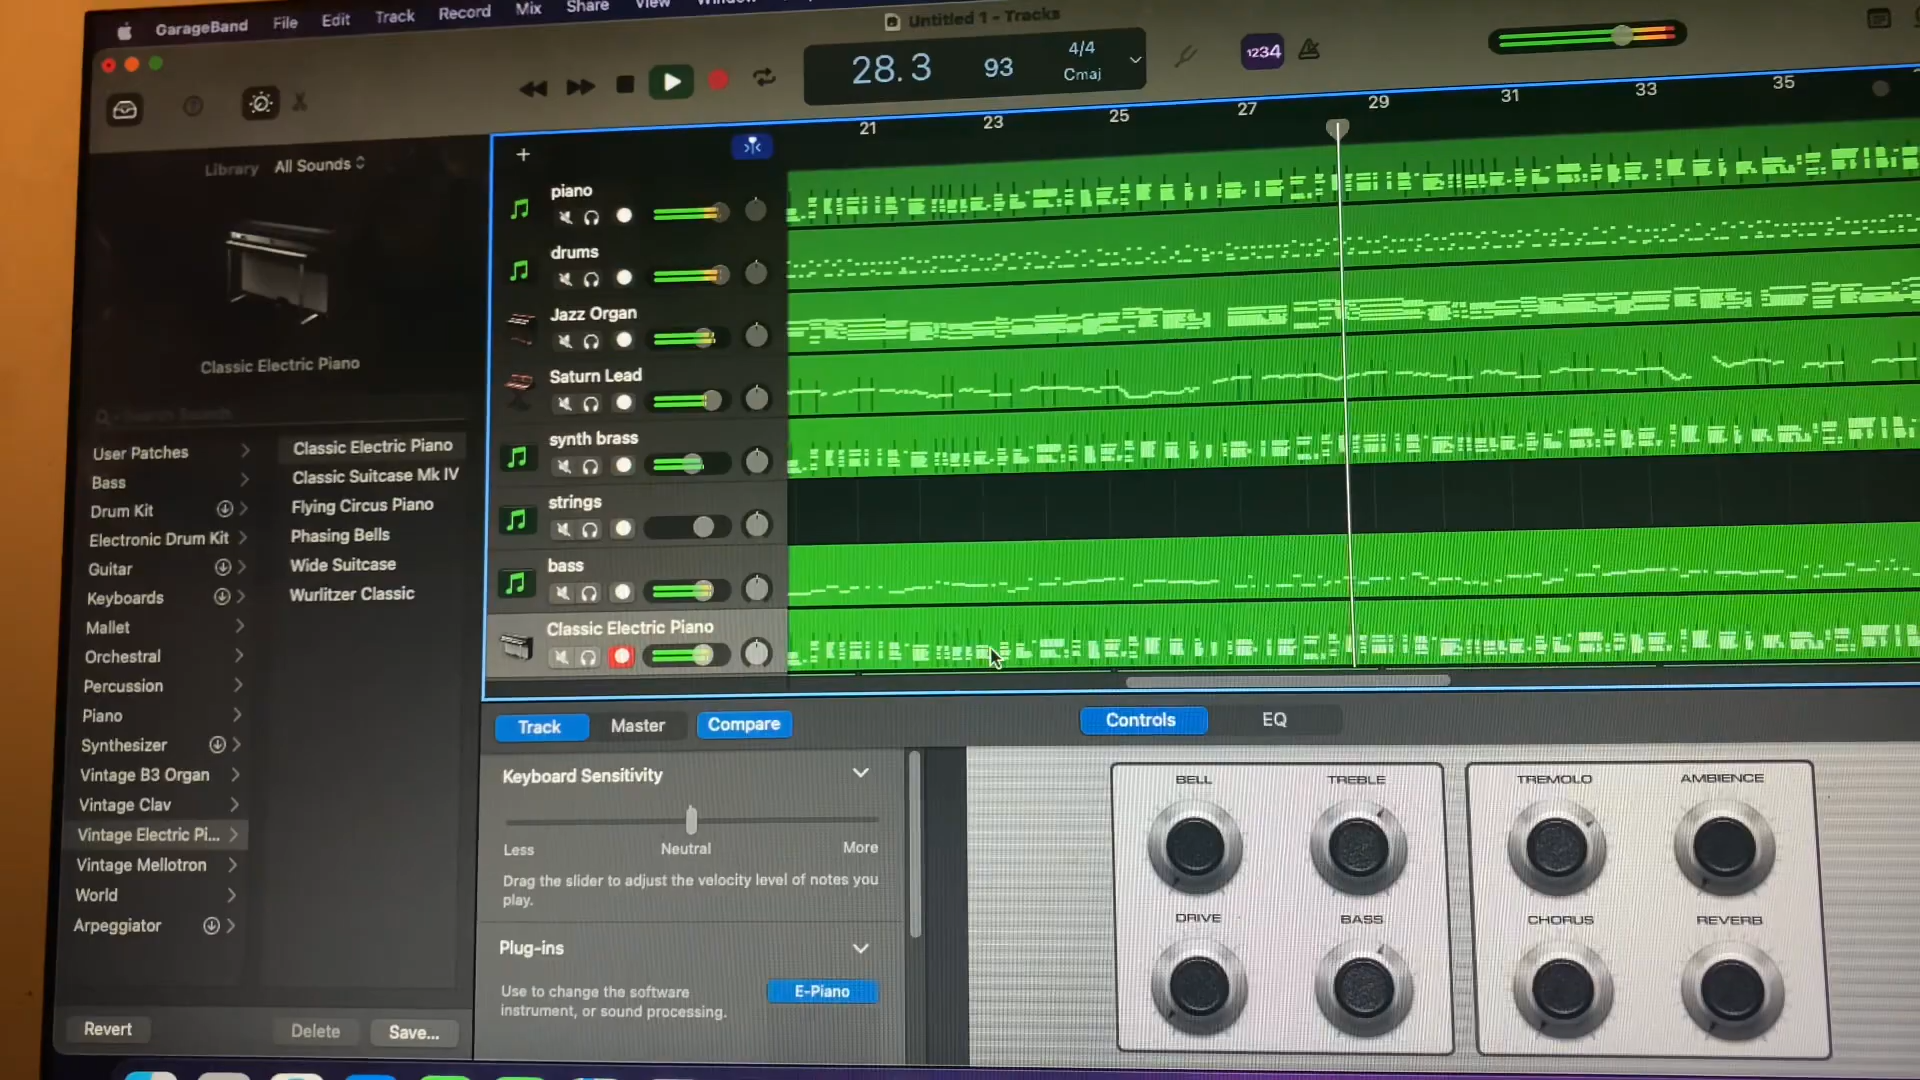 GarageBand File Edit Track Record Mix Share View
Untitled 1 - Tracks
28.3 93 4/4
Cmaj
1234
Library All Sounds
21 23 25 27 29 31 33 35
piano
drums
Jazz Organ
Saturn Lead
synth brass
strings
bass
Classic Electric Piano
Classic Electric Piano
Search Sounds
User Patches
Bass
Drum Kit
Electronic Drum Kit
Guitar
Keyboards
Mallet
Orchestral
Percussion
Piano
Synthesizer
Vintage B3 Organ
Vintage Clav
Vintage Electric Pi...
Vintage Mellotron
World
Arpeggiator
Classic Electric Piano
Classic Suitcase Mk IV
Flying Circus Piano
Phasing Bells
Wide Suitcase
Wurlitzer Classic
Revert Delete Save...
Track Master Compare
Controls EQ
Keyboard Sensitivity
Less Neutral More
Drag the slider to adjust the velocity level of notes you
play.
Plug-ins
Use to change the software
instrument, or sound processing.
E-Piano
BELL TREBLE TREMOLO AMBIENCE
DRIVE BASS CHORUS REVERB